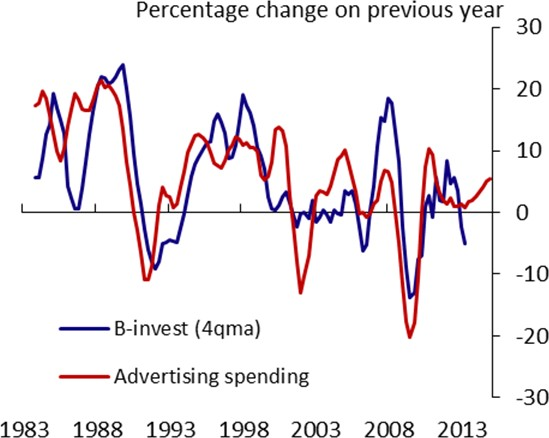 Percentage change on previous year
30
20
10
0
-10
-20
-30
B-invest (4qma)
Advertising spending
1983 1988 1993 1998 2003 2008 2013